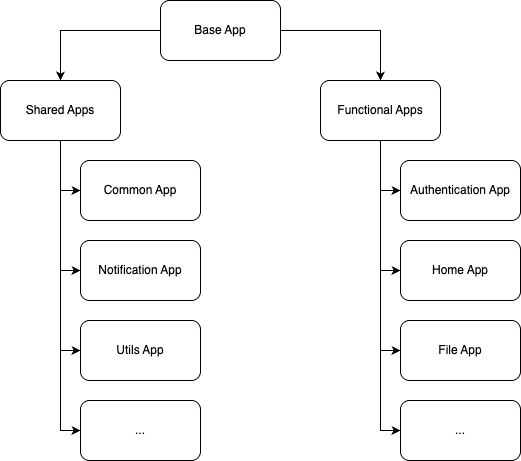 Base App
Shared Apps
Functional Apps
Common App
Authentication App
Notification App
Home App
Utils App
File App
...
...